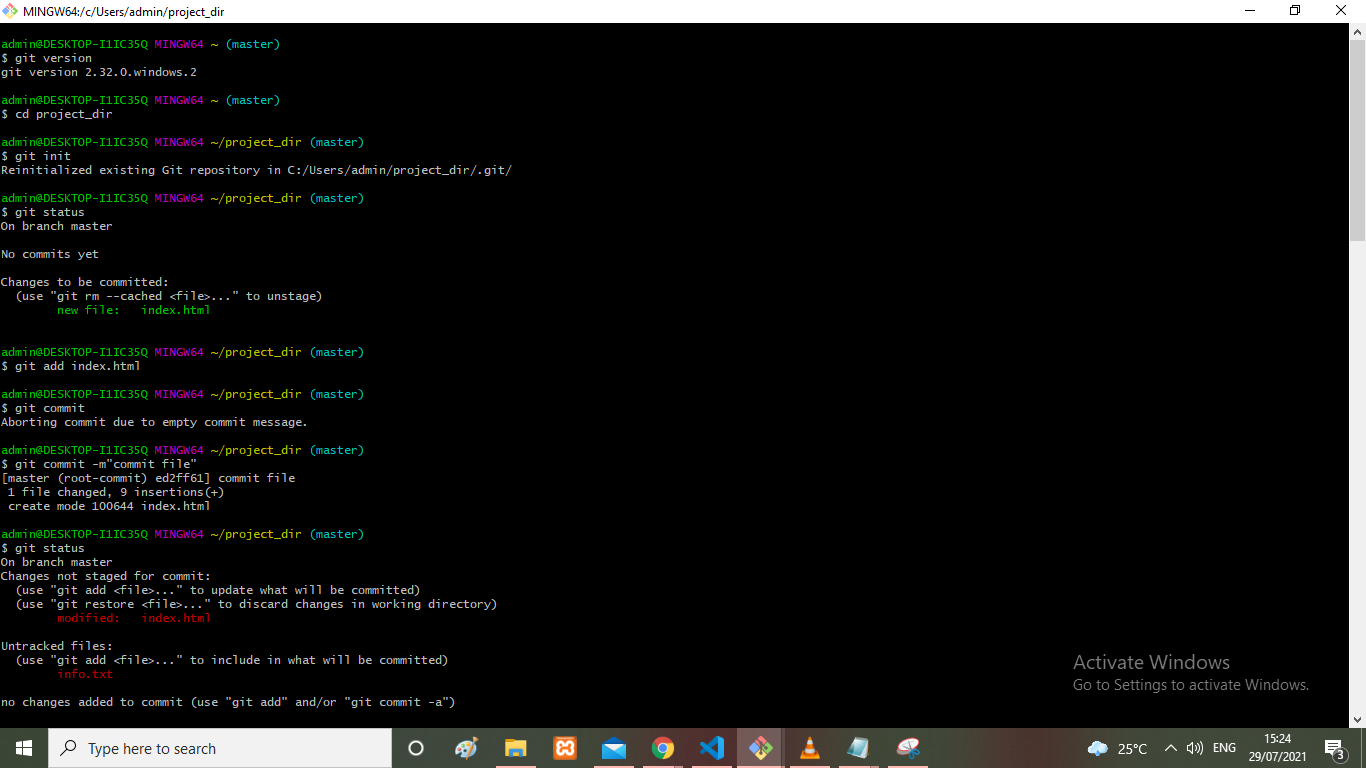 MINGW64:/c/Users/admin/project_dir
admin@DESKTOP-I1IC35Q MINGW64 ~ (master)
$ git version
git version 2.32.0.windows.2
admin@DESKTOP-I1IC35Q MINGW64 ~ (master)
$ cd project_dir
admin@DESKTOP-I1IC35Q MINGW64 ~/project_dir (master)
$ git init
Reinitialized existing Git repository in C:/Users/admin/project_dir/.git/
admin@DESKTOP-I1IC35Q MINGW64 ~/project_dir (master)
$ git status
On branch master
No commits yet
Changes to be committed:
(use "git rm --cached <file>..." to unstage)
new file: index.html
admin@DESKTOP-I1IC35Q MINGW64 ~/project_dir (master)
$ git add index.html
admin@DESKTOP-I1IC35Q MINGW64 ~/project_dir (master)
$ git commit
Aborting commit due to empty commit message.
admin@DESKTOP-I1IC35Q MINGW64 ~/project_dir (master)
$ git commit -m"commit file"
[master (root-commit) ed2ff61] commit file
1 file changed, 9 insertions(+)
create mode 100644 index.html
admin@DESKTOP-I1IC35Q MINGW64 ~/project_dir (master)
$ git status
On branch master
Changes not staged for commit:
(use "git add <file>..." to update what will be committed)
(use "git restore <file>..." to discard changes in working directory)
modified: index.html
Untracked files:
(use "git add <file>..." to include in what will be committed)
info.txt
no changes added to commit (use "git add" and/or "git commit -a")
Activate Windows
Go to Settings to activate Windows.
Type here to search
25°C
ENG
15:24
29/07/2021
3